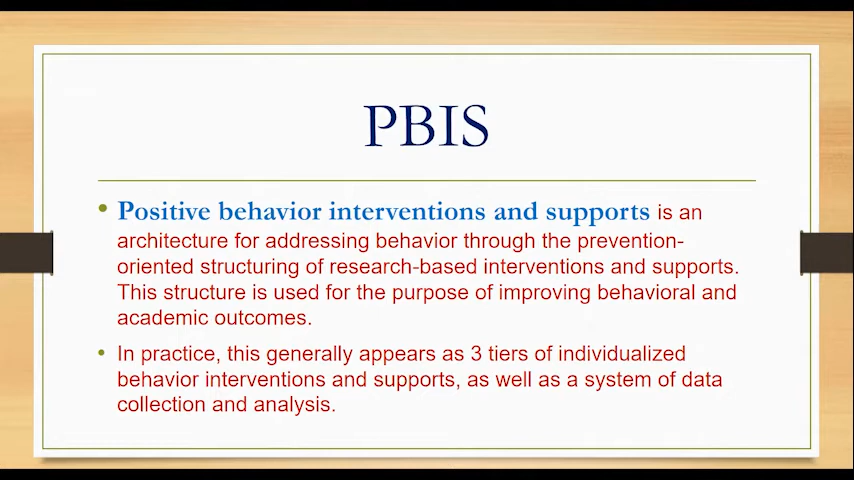 PBIS
• Positive behavior interventions and supports is an
architecture for addressing behavior through the prevention-
oriented structuring of research-based interventions and supports.
This structure is used for the purpose of improving behavioral and
academic outcomes.
• In practice, this generally appears as 3 tiers of individualized
behavior interventions and supports, as well as a system of data
collection and analysis.